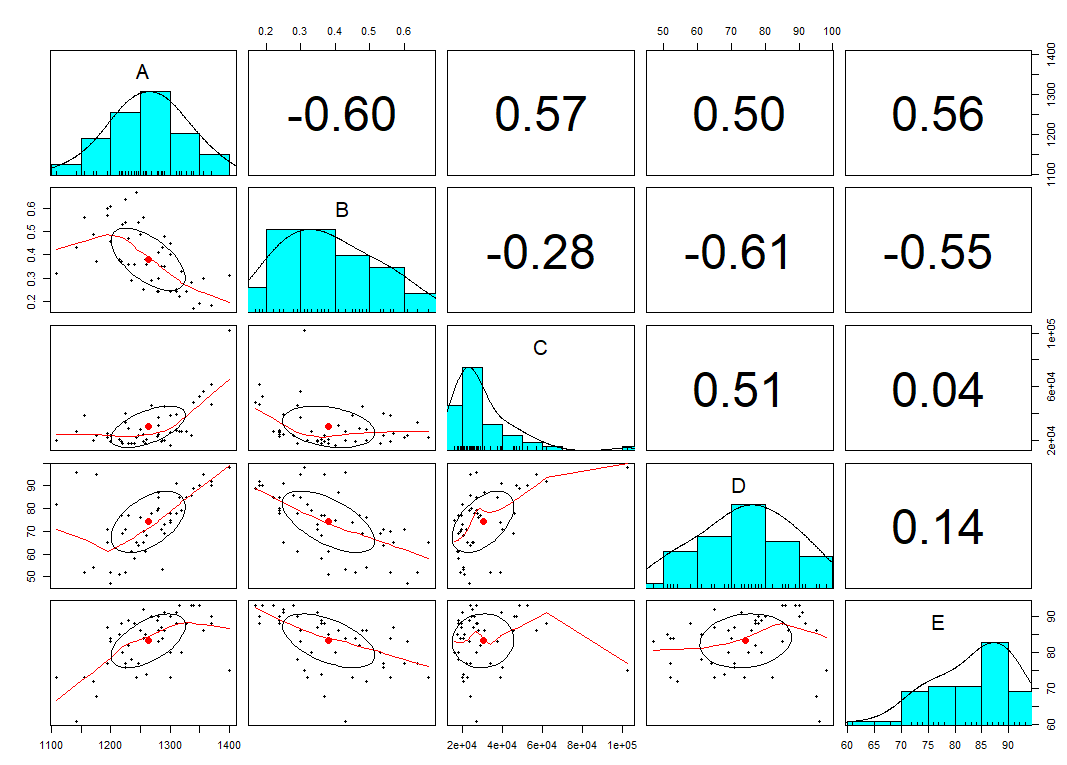 0.2 0.3 0.4 0.5 0.6
50 60 70 80 90 100
A
-0.60
0.57
0.50
0.56
1100 1200 1300 1400
0.2 0.3 0.4 0.5 0.6
B
-0.28
-0.61
-0.55
C
0.51
0.04
2e+04 6e+04 1e+05
50 60 70 80 90
D
0.14
E
60 70 80 90
1100 1200 1300 1400
2e+04 4e+04 6e+04 8e+04 1e+05
60 65 70 75 80 85 90